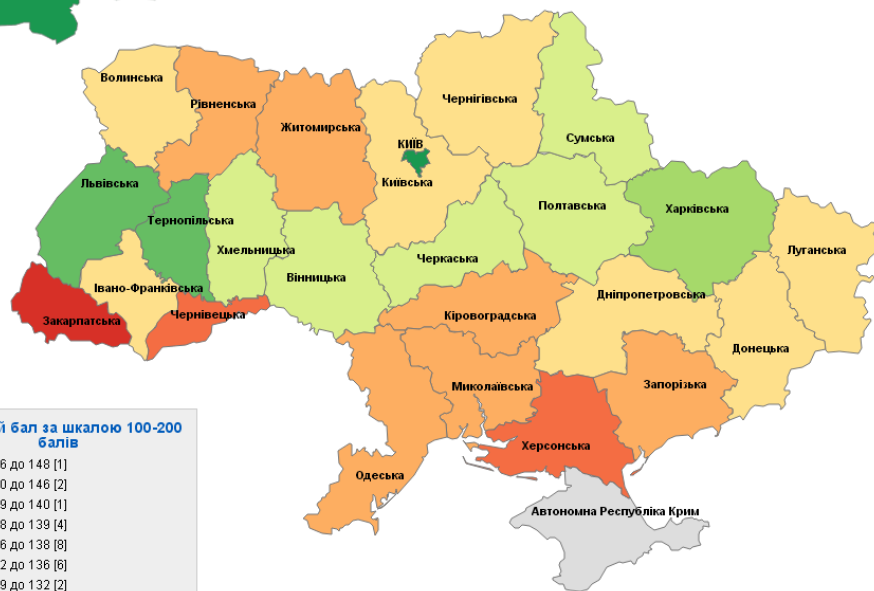 Волинська
Рівненська
Житомирська
Чернігівська
КИЇВ
Київська
Сумська
Львівська
Тернопільська
Хмельницька
Вінницька
Черкаська
Полтавська
Харківська
Луганська
Івано-Франківська
Закарпатська
Чернівецька
Кіровоградська
Дніпропетровська
Донецька
Миколаївська
Запорізька
Херсонська
Одеська
Автономна Республіка Крим
й бал за шкалою 100-200
балів
6 до 148 [1]
0 до 146 [2]
9 до 140 [1]
8 до 139 [4]
6 до 138 [8]
2 до 136 [6]
9 до 132 [2]